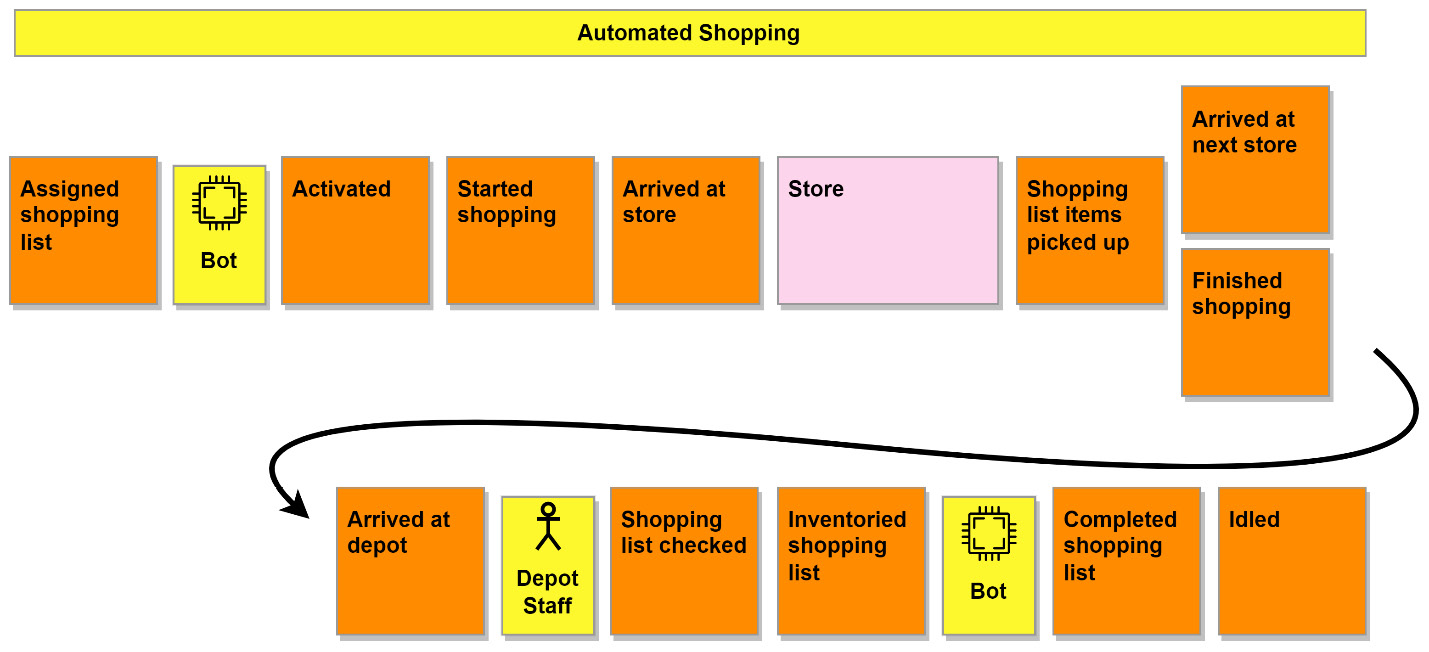 Automated Shopping
Assigned
shopping
list
Bot
Activated
Started
shopping
Arrived at
store
Store
Shopping
list items
picked up
Arrived at
next store
Finished
shopping
Arrived at
depot
Depot
Staff
Shopping
list checked
Inventoried
shopping
list
Bot
Completed
shopping
list
Idled